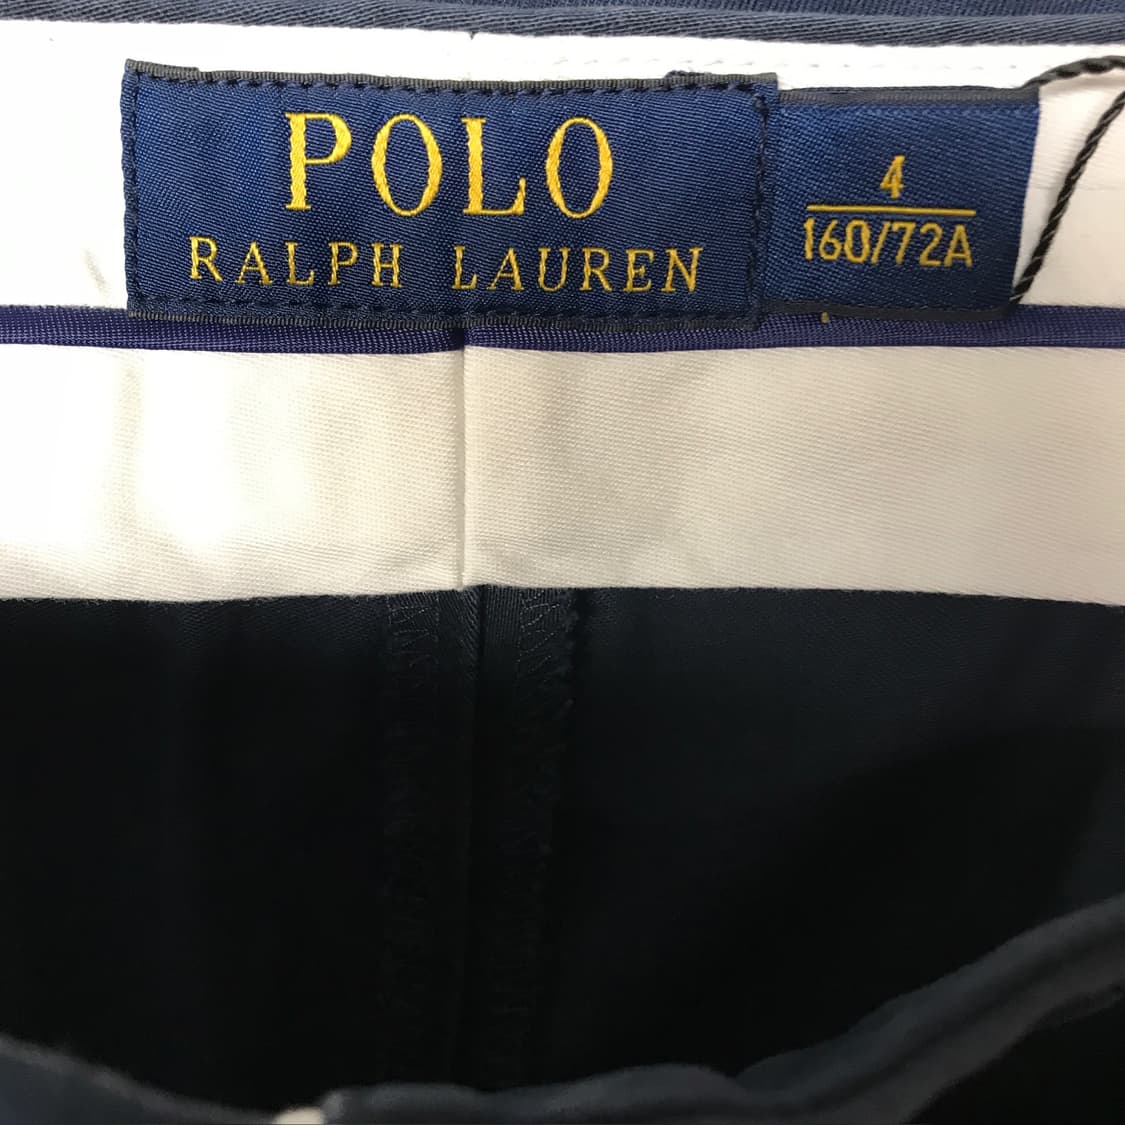 POLO
RALPH LAUREN
4
160/72A